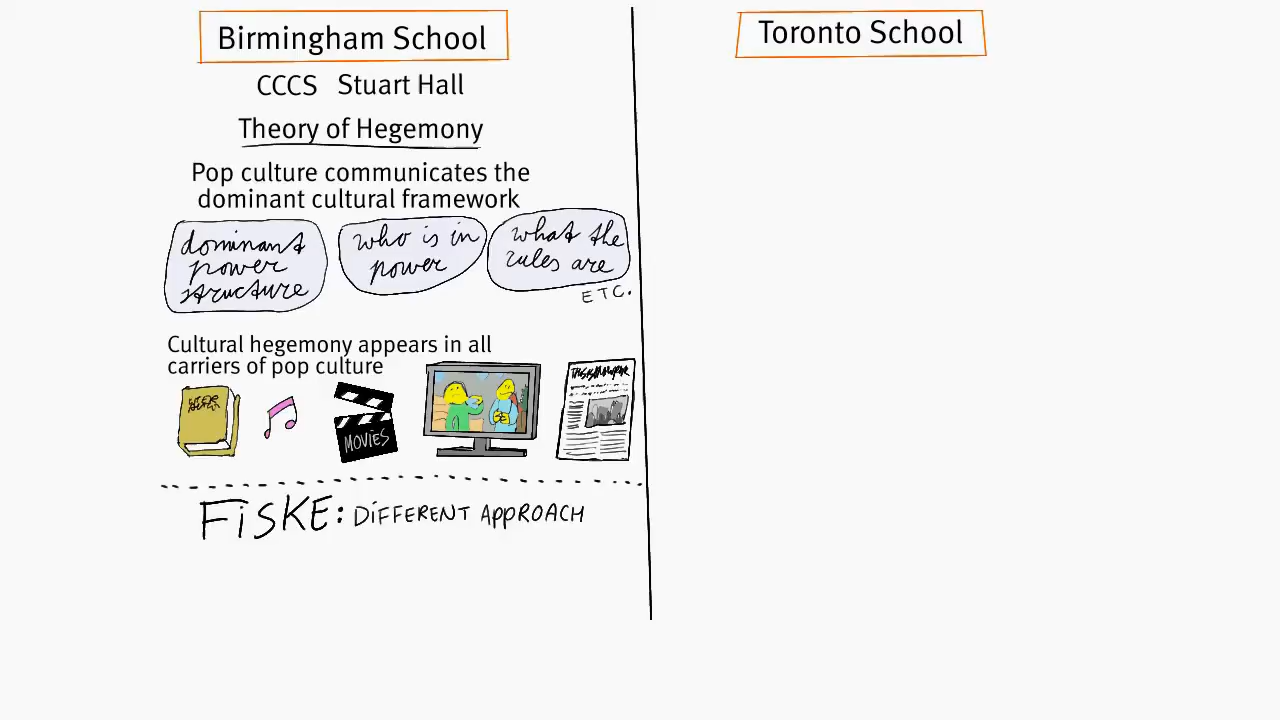 Birmingham School
CCCS Stuart Hall
Theory of Hegemony
Pop culture communicates the
dominant cultural framework
dominant
power
structure
who is in
power
what the
rules are
ETC.
Cultural hegemony appears in all
carriers of pop culture
MOVIES
FiSKE: DiFFERENT APPROACH
Toronto School